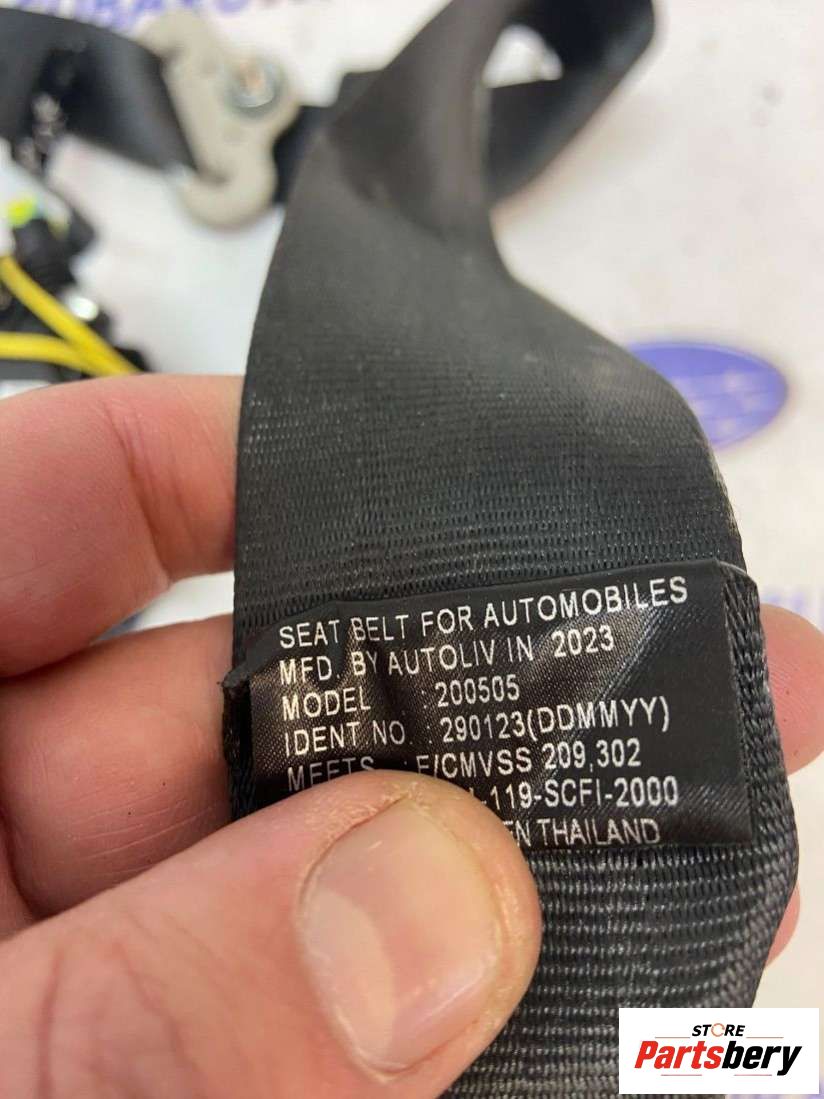 SEAT BELT FOR AUTOMOBILES
MFD. BY AUTOLIV IN 2023
MODEL : 200505
IDENT NO. : 290123(DDMMYY)
MEETS : F/CMVSS 209,302
-119-SCFI-2000
EN THAILAND
STORE
Partsbery